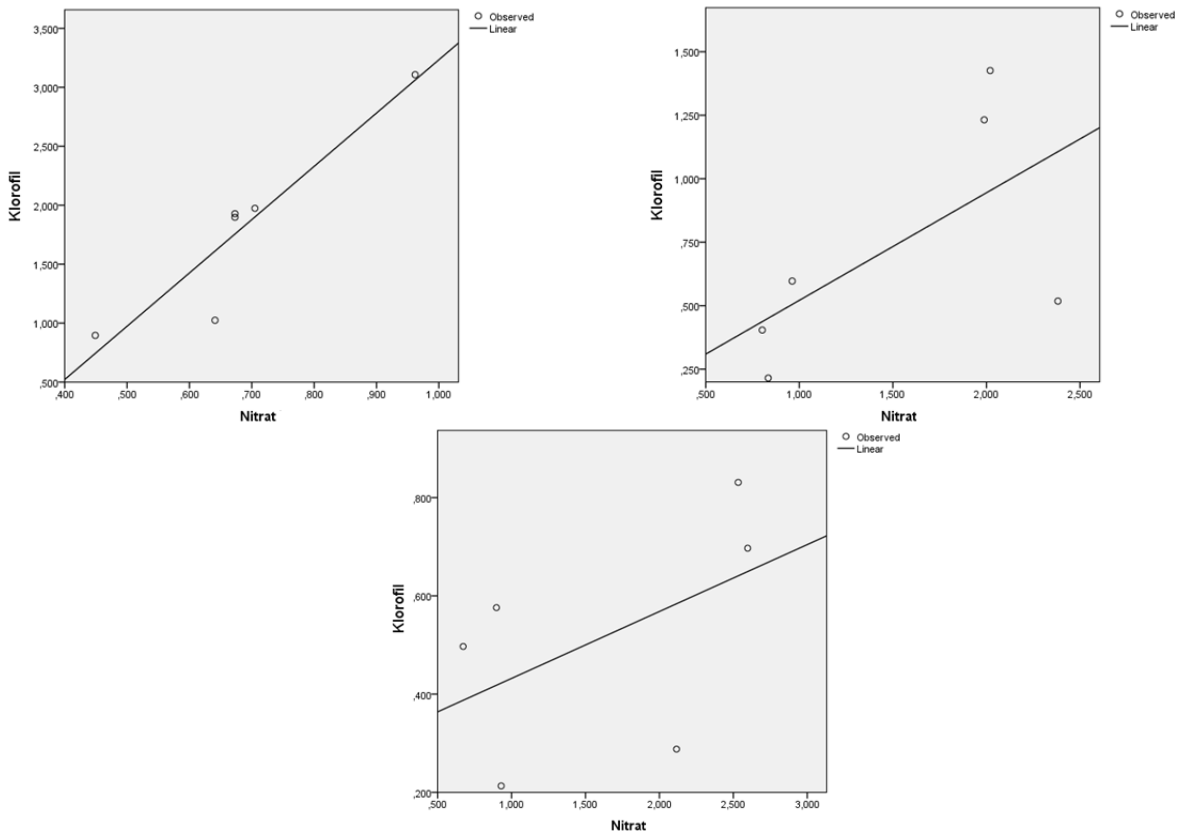 3,500
3,000
2,500
2,000
1,500
1,000
,500
Klorofil
,400 ,500 ,600 ,700 ,800 ,900 1,000
Nitrat
Observed
Linear
1,500
1,250
1,000
,750
,500
,250
Klorofil
,500 1,000 1,500 2,000 2,500
Nitrat
Observed
Linear
,800
,600
,400
,200
Klorofil
,500 1,000 1,500 2,000 2,500 3,000
Nitrat
Observed
Linear